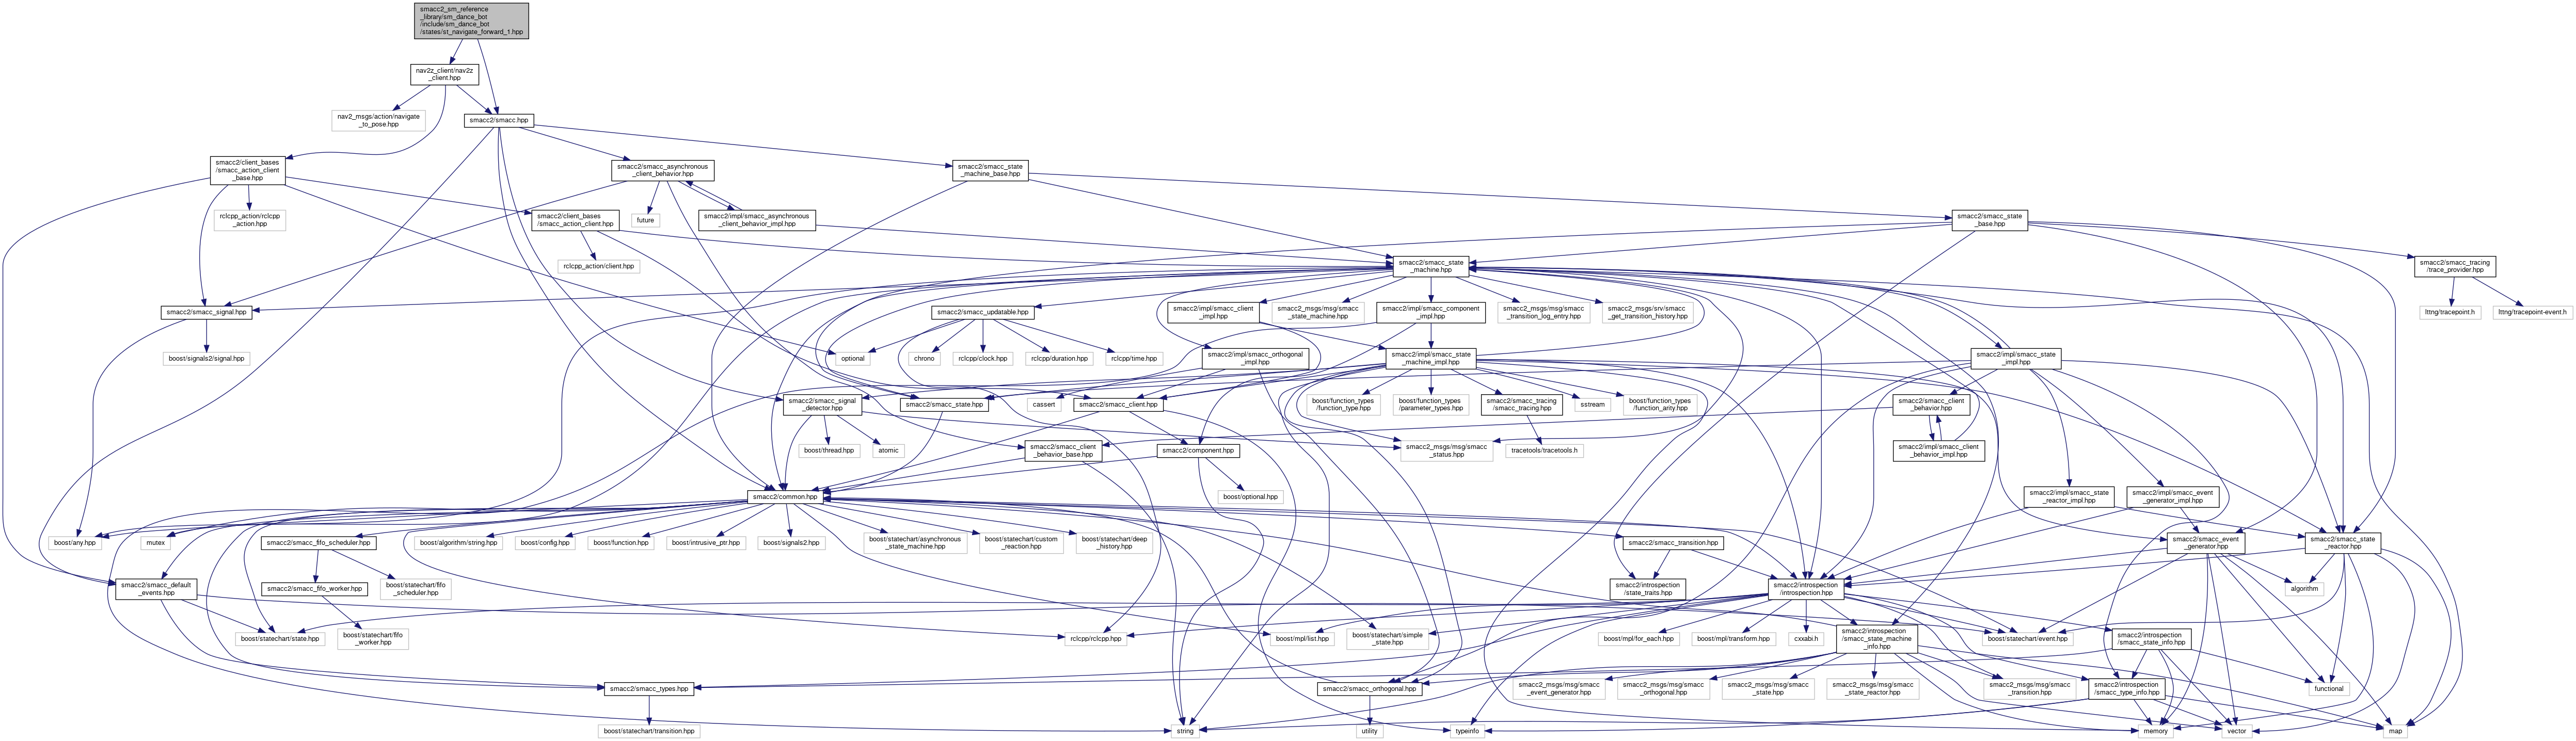 smacc2_sm_reference
_library/sm_dance_bot
/include/sm_dance_bot
/states/st_navigate_forward_1.hpp
nav2z_client/nav2z
_client.hpp
nav2_msgs/action/navigate
_to_pose.hpp
smacc2/smacc.hpp
smacc2/client_bases
/smacc_action_client
_base.hpp
smacc2/smacc_asynchronous
_client_behavior.hpp
smacc2/smacc_state
_machine_base.hpp
rclcpp_action/rclcpp
_action.hpp
smacc2/client_bases
/smacc_action_client.hpp
future
smacc2/impl/smacc_asynchronous
_client_behavior_impl.hpp
smacc2/smacc_state
_base.hpp
rclcpp_action/client.hpp
smacc2/smacc_state
_machine.hpp
smacc2/smacc_tracing
/trace_provider.hpp
smacc2/smacc_signal.hpp
smacc2/smacc_updatable.hpp
smacc2/impl/smacc_client
_impl.hpp
smacc2_msgs/msg/smacc
_state_machine.hpp
smacc2/impl/smacc_component
_impl.hpp
smacc2_msgs/msg/smacc
_transition_log_entry.hpp
smacc2_msgs/srv/smacc
_get_transition_history.hpp
lttng/tracepoint.h
lttng/tracepoint-event.h
boost/signals2/signal.hpp
optional
chrono
rclcpp/clock.hpp
rclcpp/duration.hpp
rclcpp/time.hpp
smacc2/impl/smacc_orthogonal
_impl.hpp
smacc2/impl/smacc_state
_machine_impl.hpp
smacc2/impl/smacc_state
_impl.hpp
smacc2/smacc_signal
_detector.hpp
smacc2/smacc_state.hpp
cassert
smacc2/smacc_client.hpp
boost/function_types
/function_type.hpp
boost/function_types
/parameter_types.hpp
smacc2/smacc_tracing
/smacc_tracing.hpp
sstream
boost/function_types
/function_arity.hpp
smacc2/smacc_client
_behavior.hpp
boost/thread.hpp
atomic
smacc2/smacc_client
_behavior_base.hpp
smacc2/component.hpp
smacc2_msgs/msg/smacc
_status.hpp
tracetools/tracetools.h
smacc2/impl/smacc_client
_behavior_impl.hpp
smacc2/common.hpp
boost/optional.hpp
smacc2/impl/smacc_state
_reactor_impl.hpp
smacc2/impl/smacc_event
_generator_impl.hpp
boost/any.hpp
mutex
smacc2/smacc_fifo_scheduler.hpp
boost/algorithm/string.hpp
boost/config.hpp
boost/function.hpp
boost/intrusive_ptr.hpp
boost/signals2.hpp
boost/statechart/asynchronous
_state_machine.hpp
boost/statechart/custom
_reaction.hpp
boost/statechart/deep
_history.hpp
smacc2/smacc_transition.hpp
smacc2/smacc_event
_generator.hpp
smacc2/smacc_state
_reactor.hpp
smacc2/smacc_default
_events.hpp
smacc2/smacc_fifo_worker.hpp
boost/statechart/fifo
_scheduler.hpp
smacc2/introspection
/state_traits.hpp
smacc2/introspection
/introspection.hpp
algorithm
boost/statechart/state.hpp
boost/statechart/fifo
_worker.hpp
rclcpp/rclcpp.hpp
boost/mpl/list.hpp
boost/statechart/simple
_state.hpp
boost/mpl/for_each.hpp
boost/mpl/transform.hpp
cxxabi.h
smacc2/introspection
/smacc_state_machine
_info.hpp
boost/statechart/event.hpp
smacc2/introspection
/smacc_state_info.hpp
smacc2/smacc_types.hpp
smacc2/smacc_orthogonal.hpp
smacc2_msgs/msg/smacc
_event_generator.hpp
smacc2_msgs/msg/smacc
_orthogonal.hpp
smacc2_msgs/msg/smacc
_state.hpp
smacc2_msgs/msg/smacc
_state_reactor.hpp
smacc2_msgs/msg/smacc
_transition.hpp
smacc2/introspection
/smacc_type_info.hpp
functional
boost/statechart/transition.hpp
string
utility
typeinfo
memory
vector
map